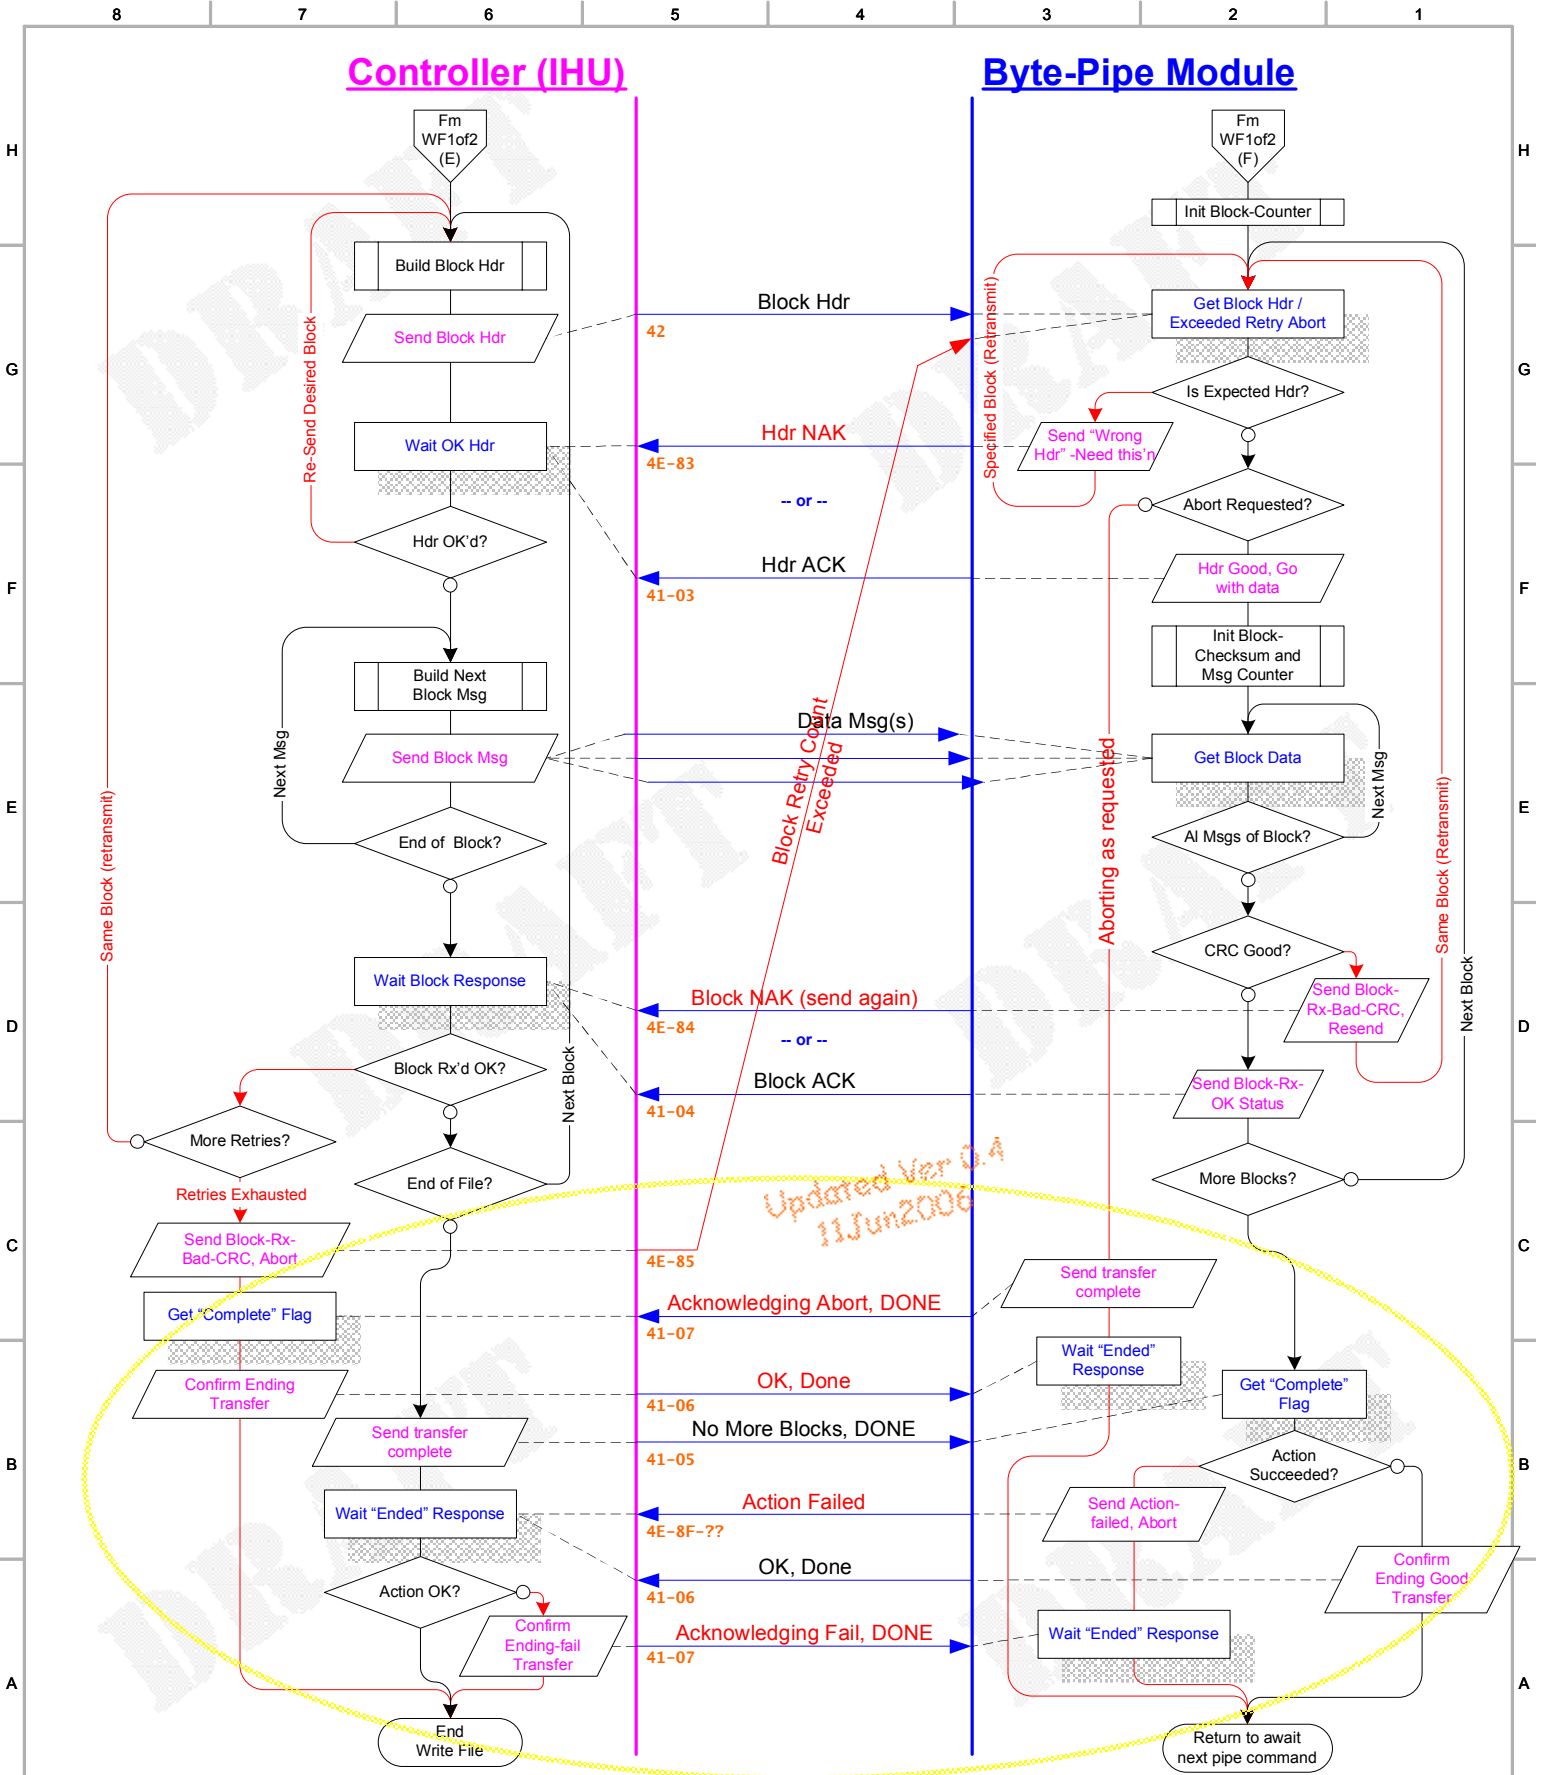 8 7 6 5 4 3 2 1
Controller (IHU)
Byte-Pipe Module
H
H
Fm
WF1of2
(E)
Fm
WF1of2
(F)
Init Block-Counter
Build Block Hdr
Send Block Hdr
Block Hdr
42
Get Block Hdr /
Exceeded Retry Abort
G
G
Re-Send Desired Block
Specified Block (Retransmit)
Is Expected Hdr?
Wait OK Hdr
Hdr NAK
4E-83
Send “Wrong
Hdr” -Need this'n
-- or --
Abort Requested?
Hdr OK'd?
Hdr ACK
41-03
Hdr Good, Go
with data
F
F
Init Block-
Checksum and
Msg Counter
Build Next
Block Msg
Next Msg
Send Block Msg
Data Msg(s)
Get Block Data
Next Msg
Block Retry Count
Exceeded
Aborting as requested
E
E
End of Block?
Al Msgs of Block?
Same Block (retransmit)
Same Block (Retransmit)
CRC Good?
Wait Block Response
Block NAK (send again)
4E-84
Send Block-
Rx-Bad-CRC,
Resend
Next Block
D
D
-- or --
Block Rx'd OK?
Next Block
Block ACK
41-04
Send Block-Rx-
OK Status
More Retries?
End of File?
More Blocks?
Updated Ver 0.4
11Jun2006
Retries Exhausted
C
C
Send Block-Rx-
Bad-CRC, Abort
4E-85
Send transfer
complete
Get “Complete” Flag
Acknowledging Abort, DONE
41-07
Wait “Ended”
Response
Confirm Ending
Transfer
OK, Done
41-06
Get “Complete”
Flag
Send transfer
complete
No More Blocks, DONE
41-05
B
B
Action
Succeeded?
Wait “Ended” Response
Action Failed
4E-8F-??
Send Action-
failed, Abort
Action OK?
OK, Done
41-06
Confirm
Ending Good
Transfer
Confirm
Ending-fail
Transfer
Acknowledging Fail, DONE
41-07
Wait “Ended” Response
A
A
End
Write File
Return to await
next pipe command
DRAFT
DRAFT
DRAFT
DRAFT
DRAFT
DRAFT